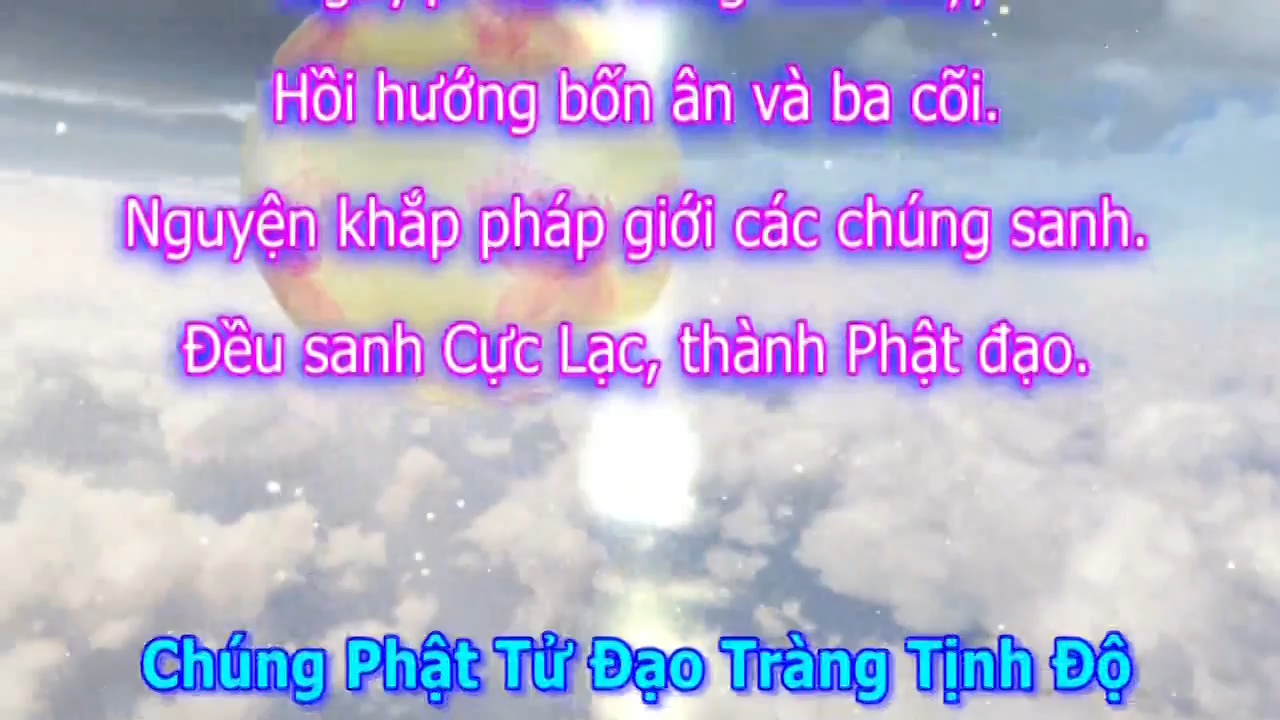 Hồi hướng bốn ân và ba cõi.
Nguyện khắp pháp giới các chúng sanh.
Đều sanh Cực Lạc, thành Phật đạo.
Chúng Phật Tử Đạo Tràng Tịnh Độ